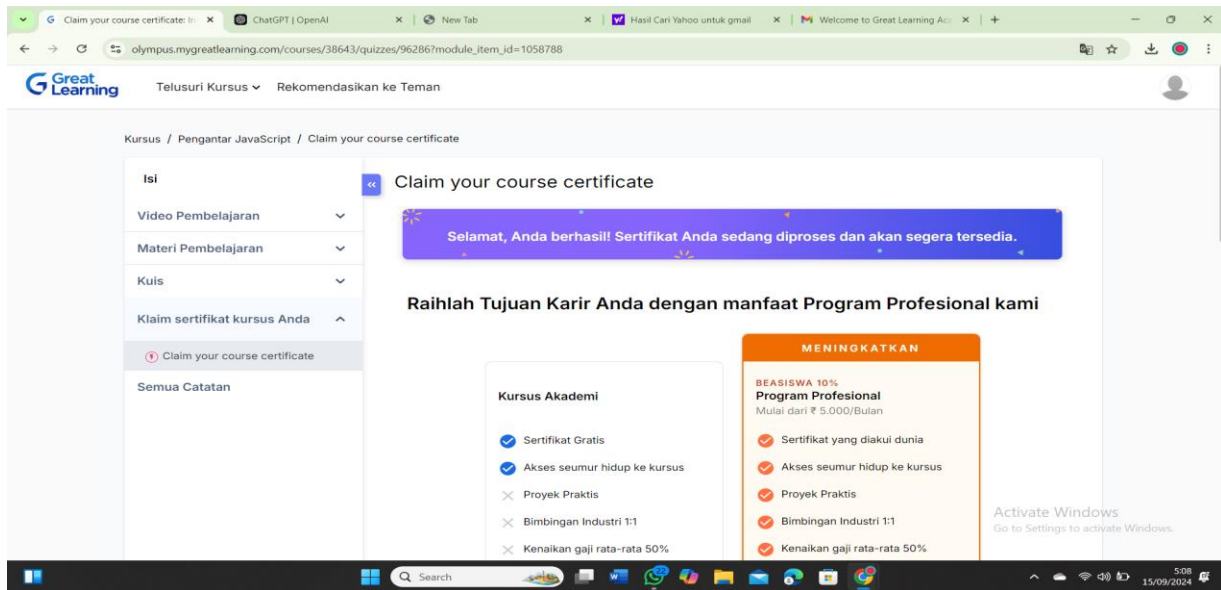 Claim your course certificate: In
ChatGPT | OpenAI
New Tab
Hasil Cari Yahoo untuk gmail
Welcome to Great Learning Ac
olympus.mygreatlearning.com/courses/38643/quizzes/96286?module_item_id=1058788
Great Learning
Telusuri Kursus
Rekomendasikan ke Teman
Kursus / Pengantar JavaScript / Claim your course certificate
Isi
Video Pembelajaran
Materi Pembelajaran
Kuis
Klaim sertifikat kursus Anda
Claim your course certificate
Semua Catatan
Claim your course certificate
Selamat, Anda berhasil! Sertifikat Anda sedang diproses dan akan segera tersedia.
Raihlah Tujuan Karir Anda dengan manfaat Program Profesional kami
Kursus Akademi
Sertifikat Gratis
Akses seumur hidup ke kursus
Proyek Praktis
Bimbingan Industri 1:1
Kenaikan gaji rata-rata 50%
MENINGKATKAN
BEASISWA 10%
Program Profesional
Mulai dari ₹ 5.000/Bulan
Sertifikat yang diakui dunia
Akses seumur hidup ke kursus
Proyek Praktis
Bimbingan Industri 1:1
Kenaikan gaji rata-rata 50%
Activate Windows
Go to Settings to activate Windows.
Search
22
5:08
15/09/2024